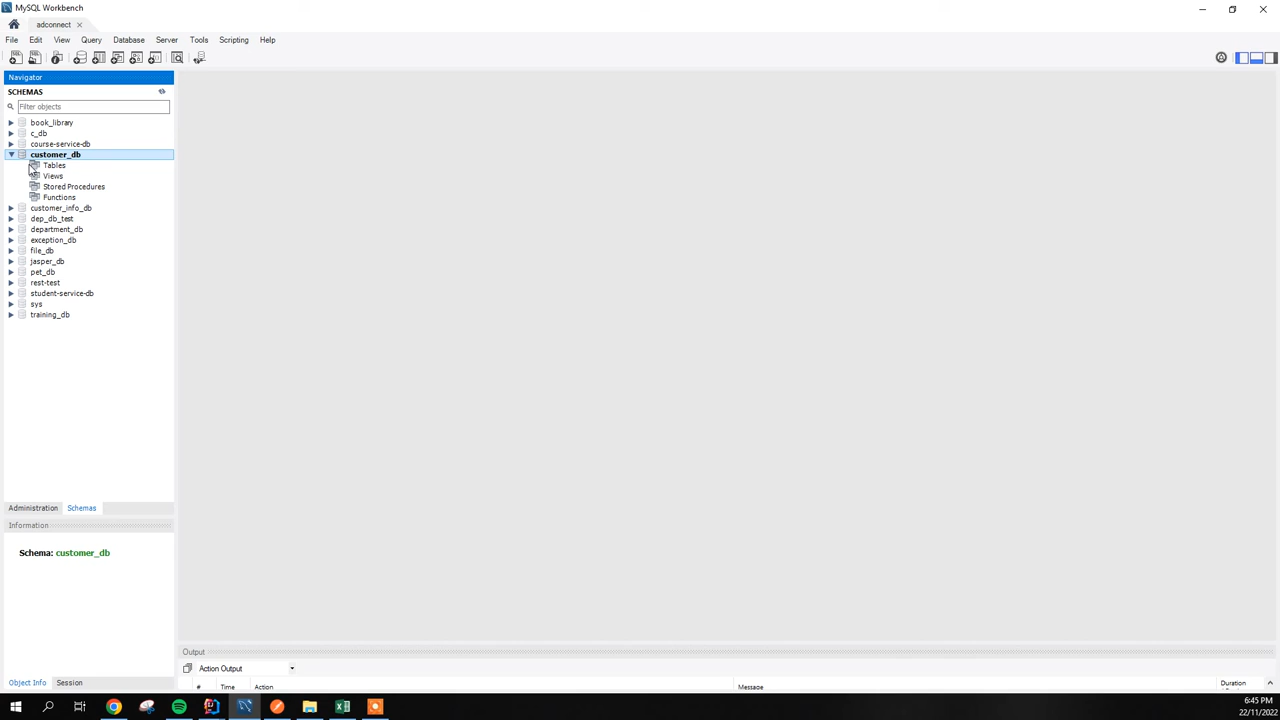 MySQL Workbench
adconnect
File Edit View Query Database Server Tools Scripting Help
Navigator
SCHEMAS
Filter objects
book_library
c_db
course-service-db
customer_db
Tables
Views
Stored Procedures
Functions
customer_info_db
dep_db_test
department_db
exception_db
file_db
jasper_db
pet_db
rest-test
student-service-db
sys
training_db
Administration Schemas
Information
Schema: customer_db
Output
Action Output
# Time Action Message Duration
Object Info Session
6:45 PM
22/11/2022